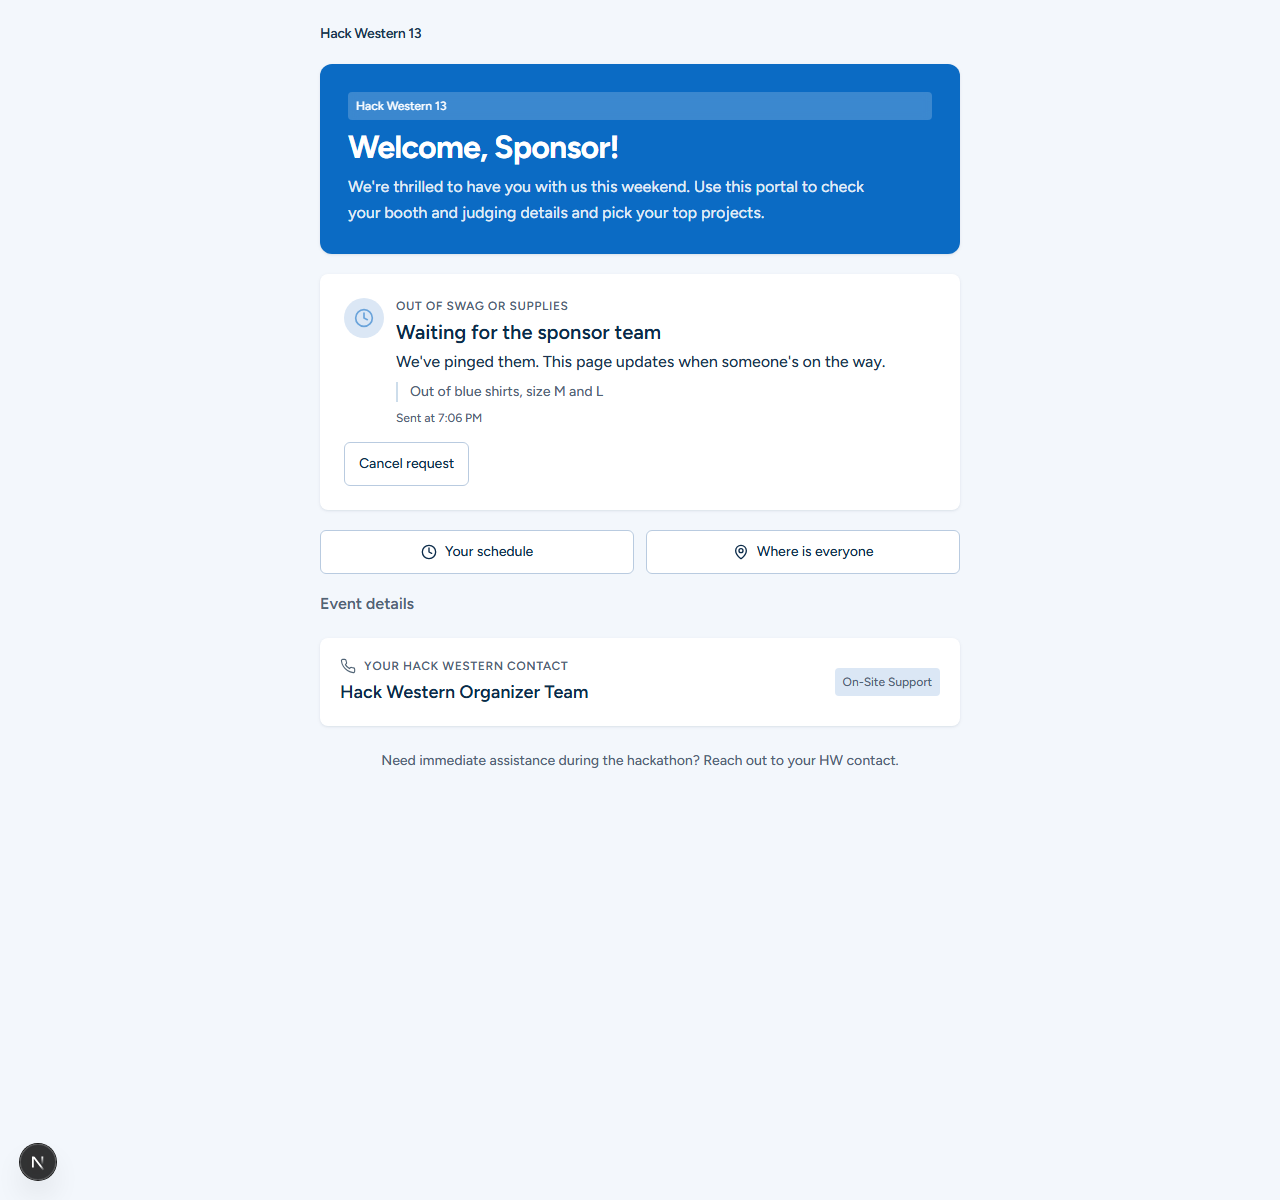 Hack Western 13
Hack Western 13
Welcome, Sponsor!
We're thrilled to have you with us this weekend. Use this portal to check
your booth and judging details and pick your top projects.
OUT OF SWAG OR SUPPLIES
Waiting for the sponsor team
We've pinged them. This page updates when someone's on the way.
Out of blue shirts, size M and L
Sent at 7:06 PM
Cancel request
Your schedule
Where is everyone
Event details
YOUR HACK WESTERN CONTACT
Hack Western Organizer Team
On-Site Support
Need immediate assistance during the hackathon? Reach out to your HW contact.
N